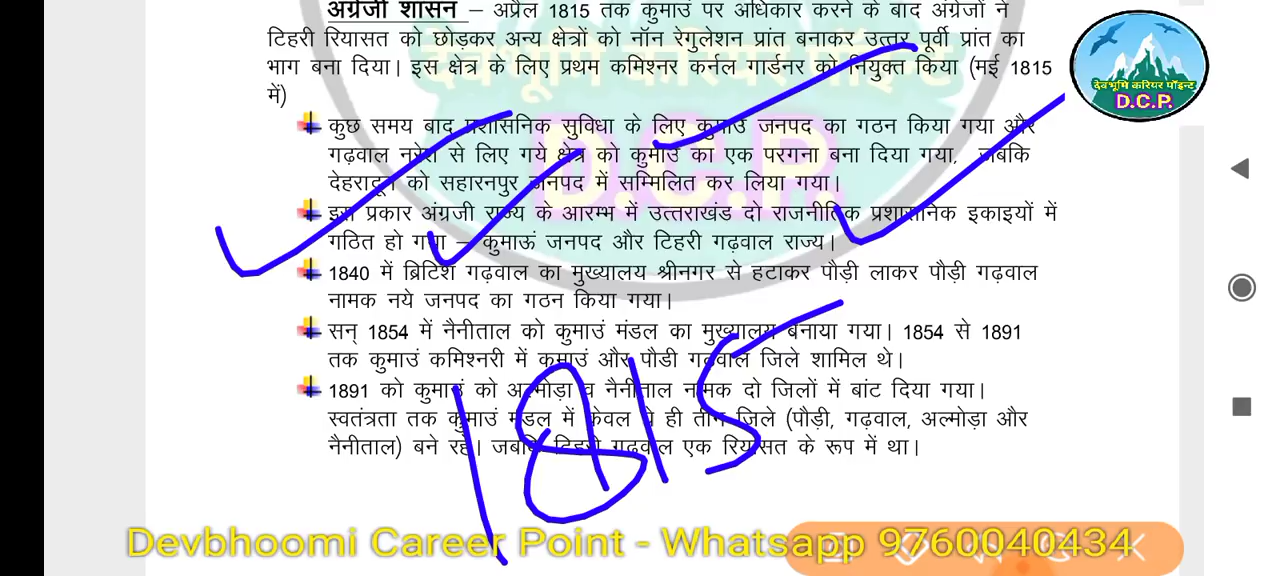 अंग्रेजी शासन – अप्रैल 1815 तक कुमाउं पर अधिकार करने के बाद अंग्रेजों ने
टिहरी रियासत को छोड़कर अन्य क्षेत्रों को नॉन रेगुलेशन प्रांत बनाकर उत्तर पूर्वी प्रांत का
भाग बना दिया। इस क्षेत्र के लिए प्रथम कमिश्नर कर्नल गार्डनर को नियुक्त किया (मई 1815
में)
कुछ समय बाद प्रशासनिक सुविधा के लिए कुमाउं जनपद का गठन किया गया और
गढ़वाल नरेश से लिए गये क्षेत्र को कुमाउं का एक परगना बना दिया गया, जबकि
देहरादून को सहारनपुर जनपद में सम्मिलित कर लिया गया।
इस प्रकार अंग्रजी राज्य के आरम्भ में उत्तराखंड दो राजनीतिक प्रशासनिक इकाइयों में
गठित हो गया – कुमाऊं जनपद और टिहरी गढ़वाल राज्य।
1840 में ब्रिटिश गढ़वाल का मुख्यालय श्रीनगर से हटाकर पौड़ी लाकर पौड़ी गढ़वाल
नामक नये जनपद का गठन किया गया।
सन् 1854 में नैनीताल को कुमाउं मंडल का मुख्यालय बनाया गया। 1854 से 1891
तक कुमाउं कमिश्नरी में कुमाउं और पौडी गढ़वाल जिले शामिल थे।
1891 को कुमाउं को अल्मोड़ा व नैनीताल नामक दो जिलों में बांट दिया गया।
स्वतंत्रता तक कुमाउं मंडल में केवल ये ही तीन जिले (पौड़ी, गढ़वाल, अल्मोड़ा और
नैनीताल) बने रहे। जबकि टिहरी गढ़वाल एक रियासत के रूप में था।
1815
देवभूमि करियर पॉइन्ट
D.C.P.
देवभूमि करियर पॉइन्ट
D.C.P.
Devbhoomi Career Point - Whatsapp 9760040434